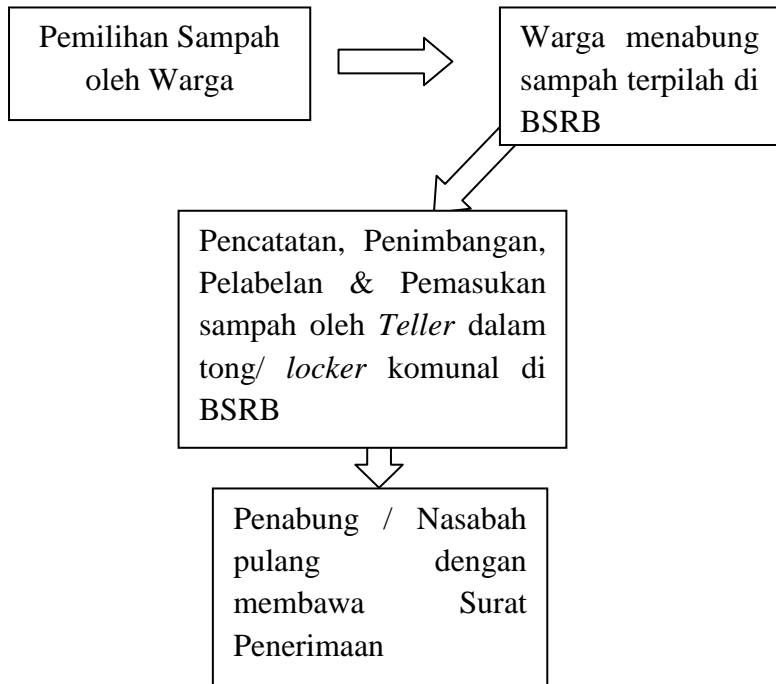 Pemilihan Sampah
oleh Warga
Warga menabung
sampah terpilah di
BSRB
Pencatatan, Penimbangan,
Pelabelan & Pemasukan
sampah oleh Teller dalam
tong/ locker komunal di
BSRB
Penabung / Nasabah
pulang dengan
membawa Surat
Penerimaan